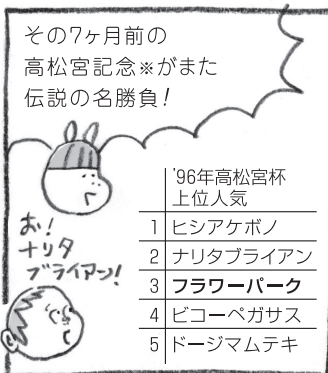 その7ヶ月前の
高松宮記念※がまた
伝説の名勝負!
'96年高松宮杯
上位人気
1 ヒシアケボノ
2 ナリタブライアン
3 フラワーパーク
4 ビコーペガサス
5 ドージマムテキ
お!
ナリタ
ブライアン!